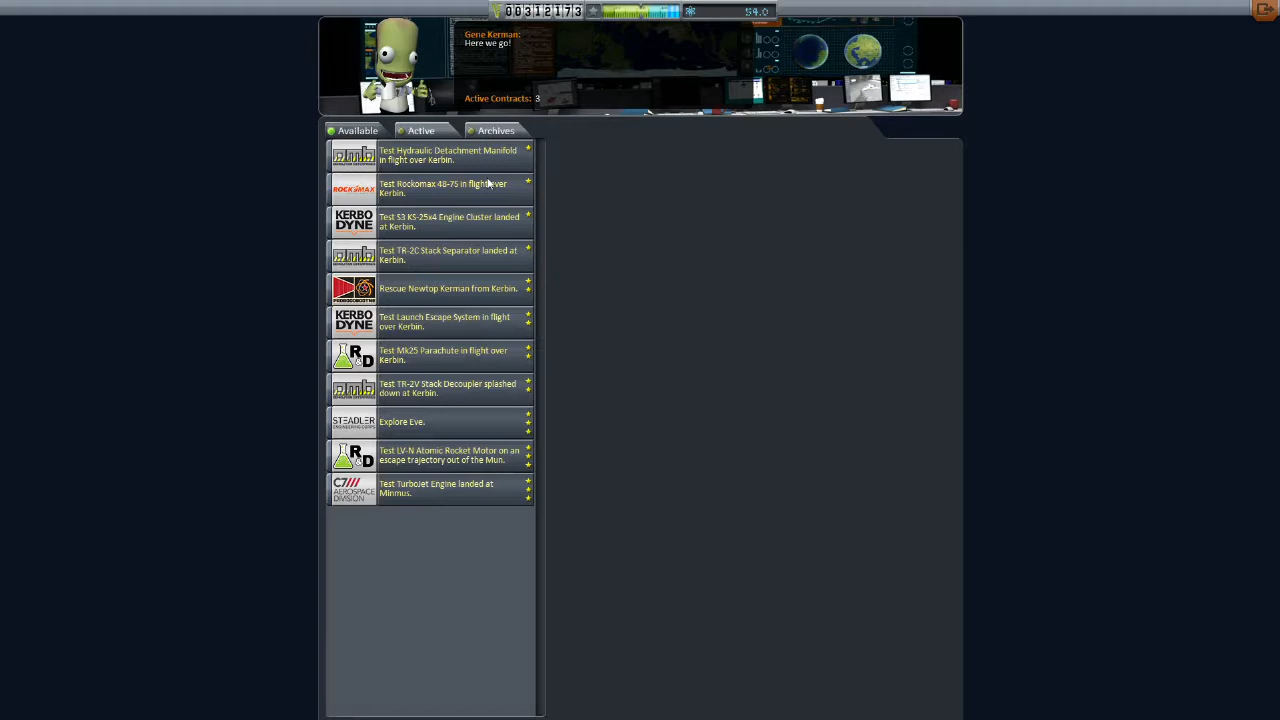 00312173
54.0
Gene Kerman:
Here we go!
Active Contracts: 3
Available
Active
Archives
Test Hydraulic Detachment Manifold
in flight over Kerbin.
ROCKOMAX
Test Rockomax 48-7S in flight over
Kerbin.
KERBO
DYNE
Test S3 KS-25x4 Engine Cluster landed
at Kerbin.
Test TR-2C Stack Separator landed at
Kerbin.
Rescue Newtop Kerman from Kerbin.
KERBO
DYNE
Test Launch Escape System in flight
over Kerbin.
R&D
Test Mk25 Parachute in flight over
Kerbin.
Test TR-2V Stack Decoupler splashed
down at Kerbin.
STEADLER
ENGINEERING CORPS
Explore Eve.
R&D
Test LV-N Atomic Rocket Motor on an
escape trajectory out of the Mun.
C7
AEROSPACE
DIVISION
Test TurboJet Engine landed at
Minmus.